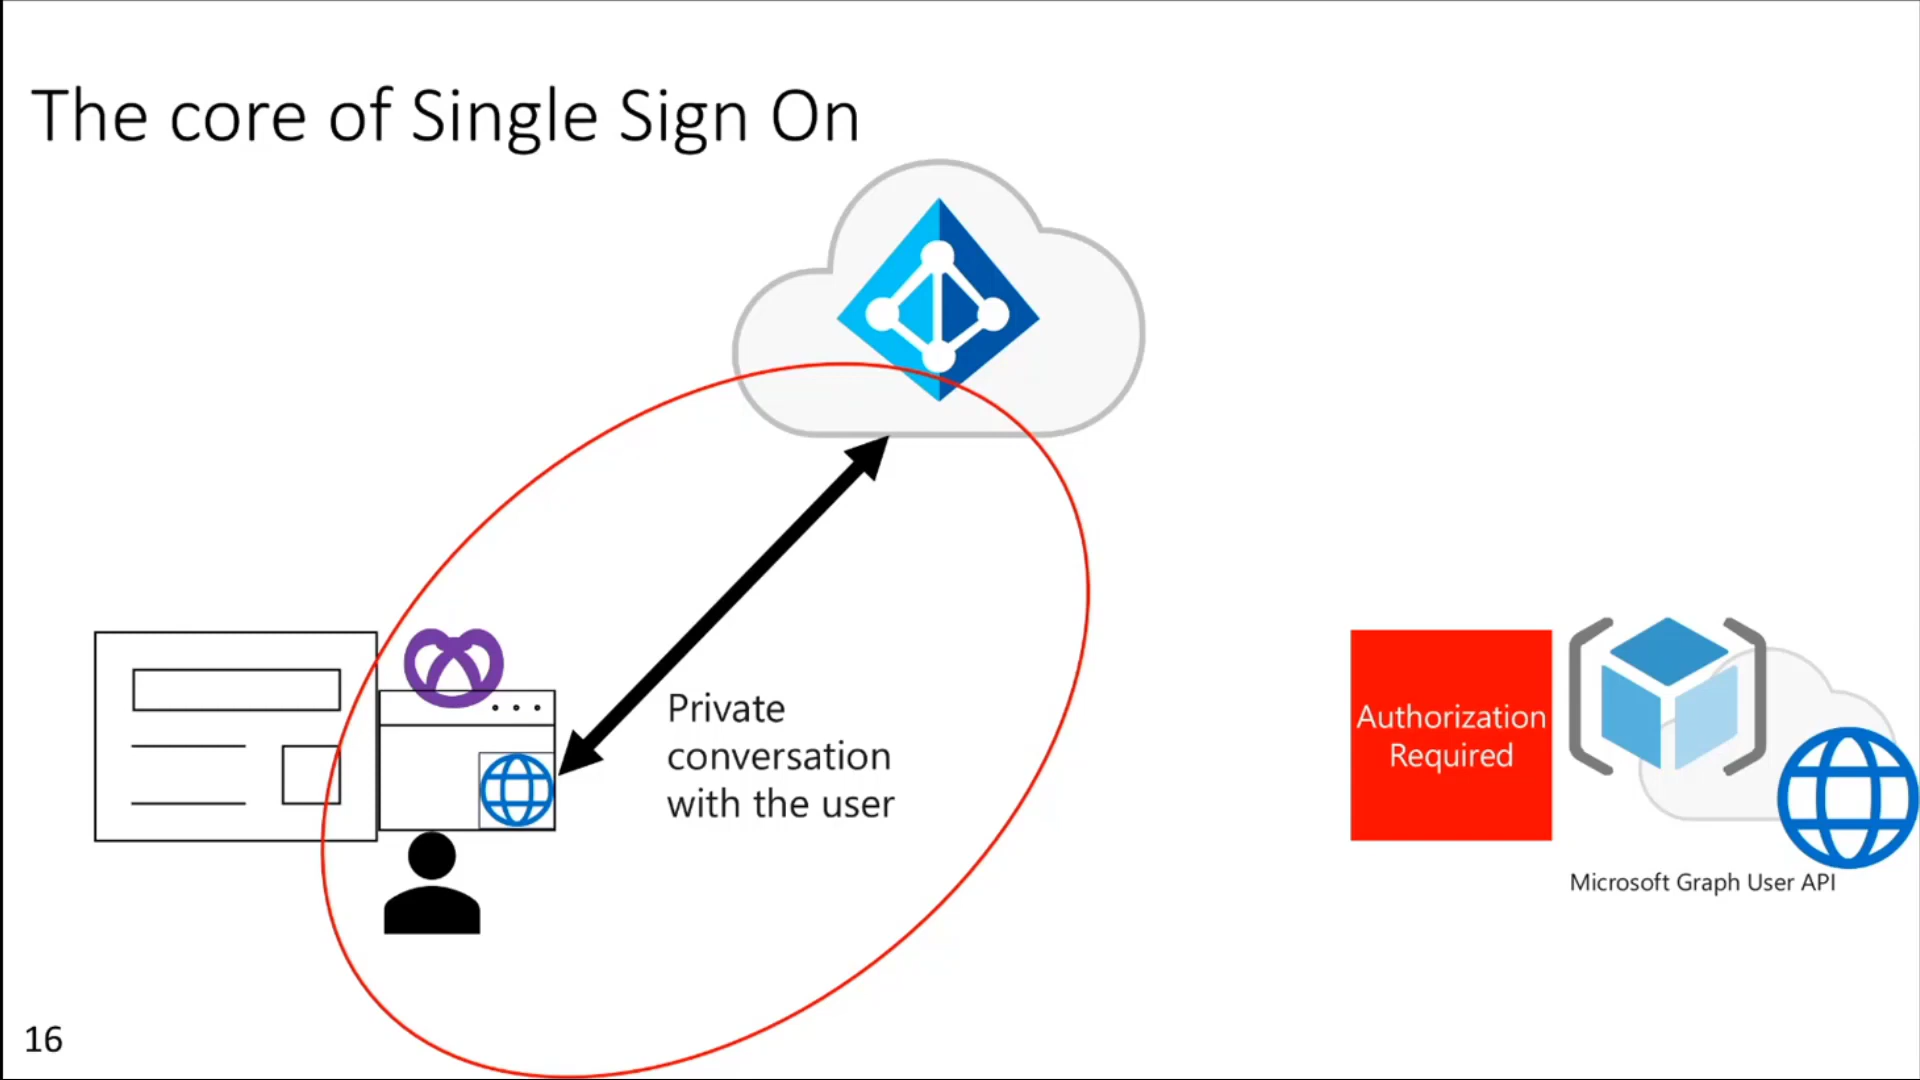 The core of Single Sign On
Private
conversation
with the user
Authorization
Required
Microsoft Graph User API
16